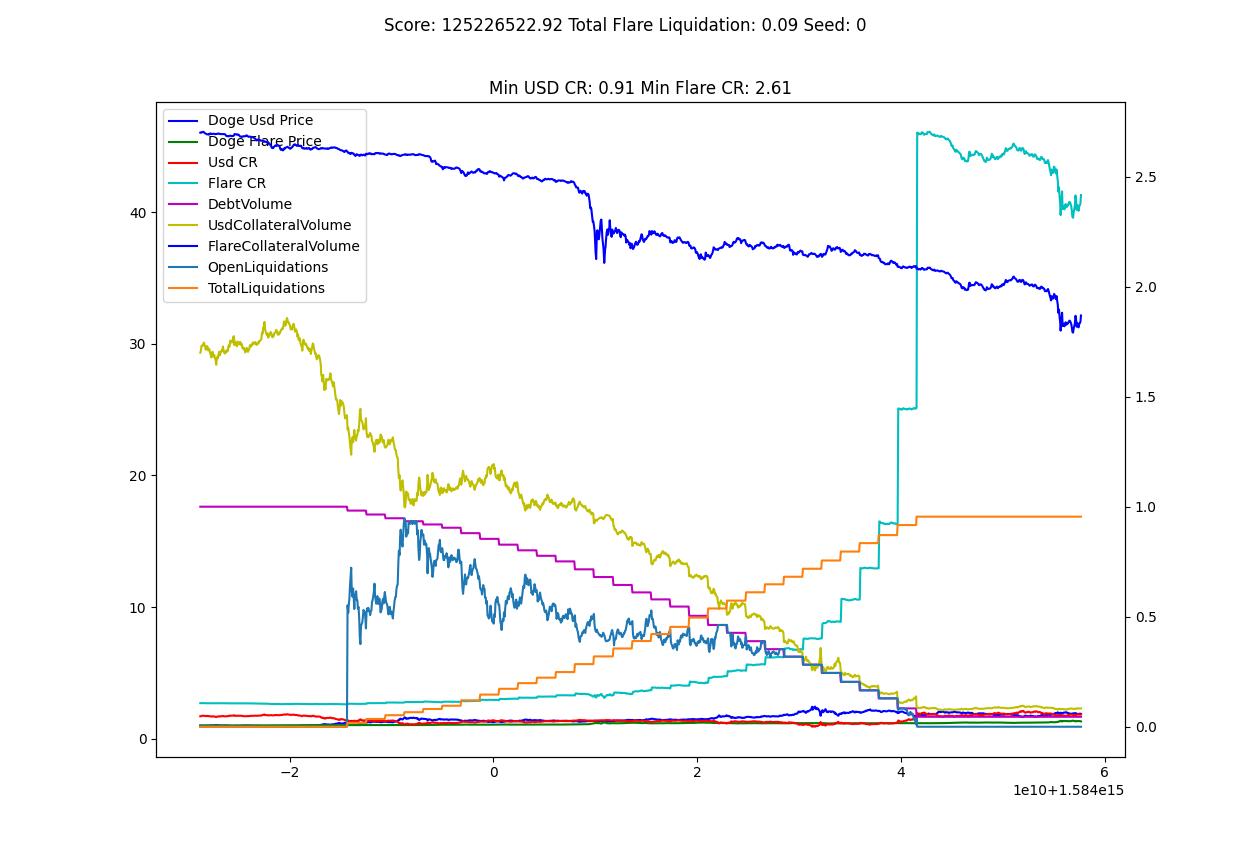 Score: 125226522.92 Total Flare Liquidation: 0.09 Seed: 0
Min USD CR: 0.91 Min Flare CR: 2.61
Doge Usd Price
Doge Flare Price
Usd CR
Flare CR
DebtVolume
UsdCollateralVolume
FlareCollateralVolume
OpenLiquidations
TotalLiquidations
40
30
20
10
0
2.5
2.0
1.5
1.0
0.5
0.0
−2
0
2
4
6
1e10+1.584e15